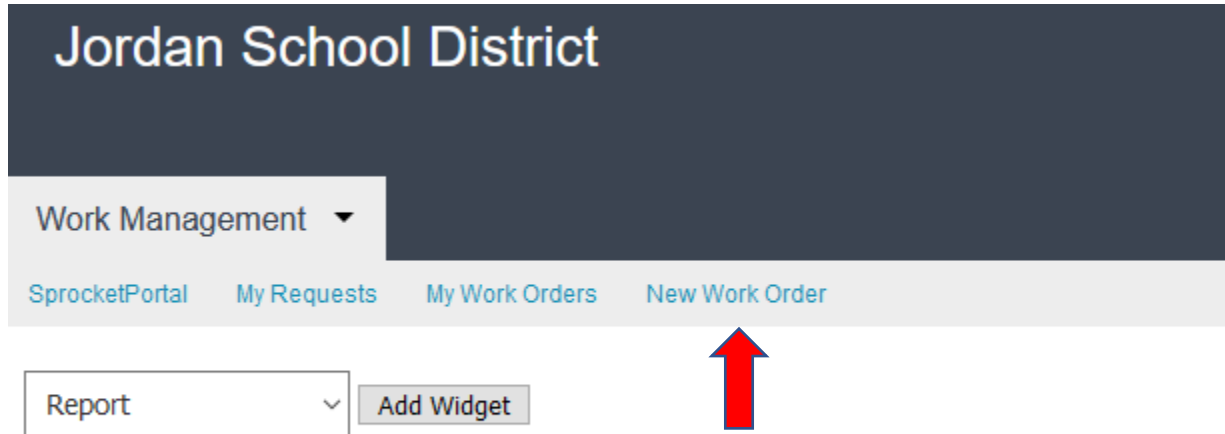 Jordan School District
Work Management
SprocketPortal My Requests My Work Orders New Work Order
Report Add Widget